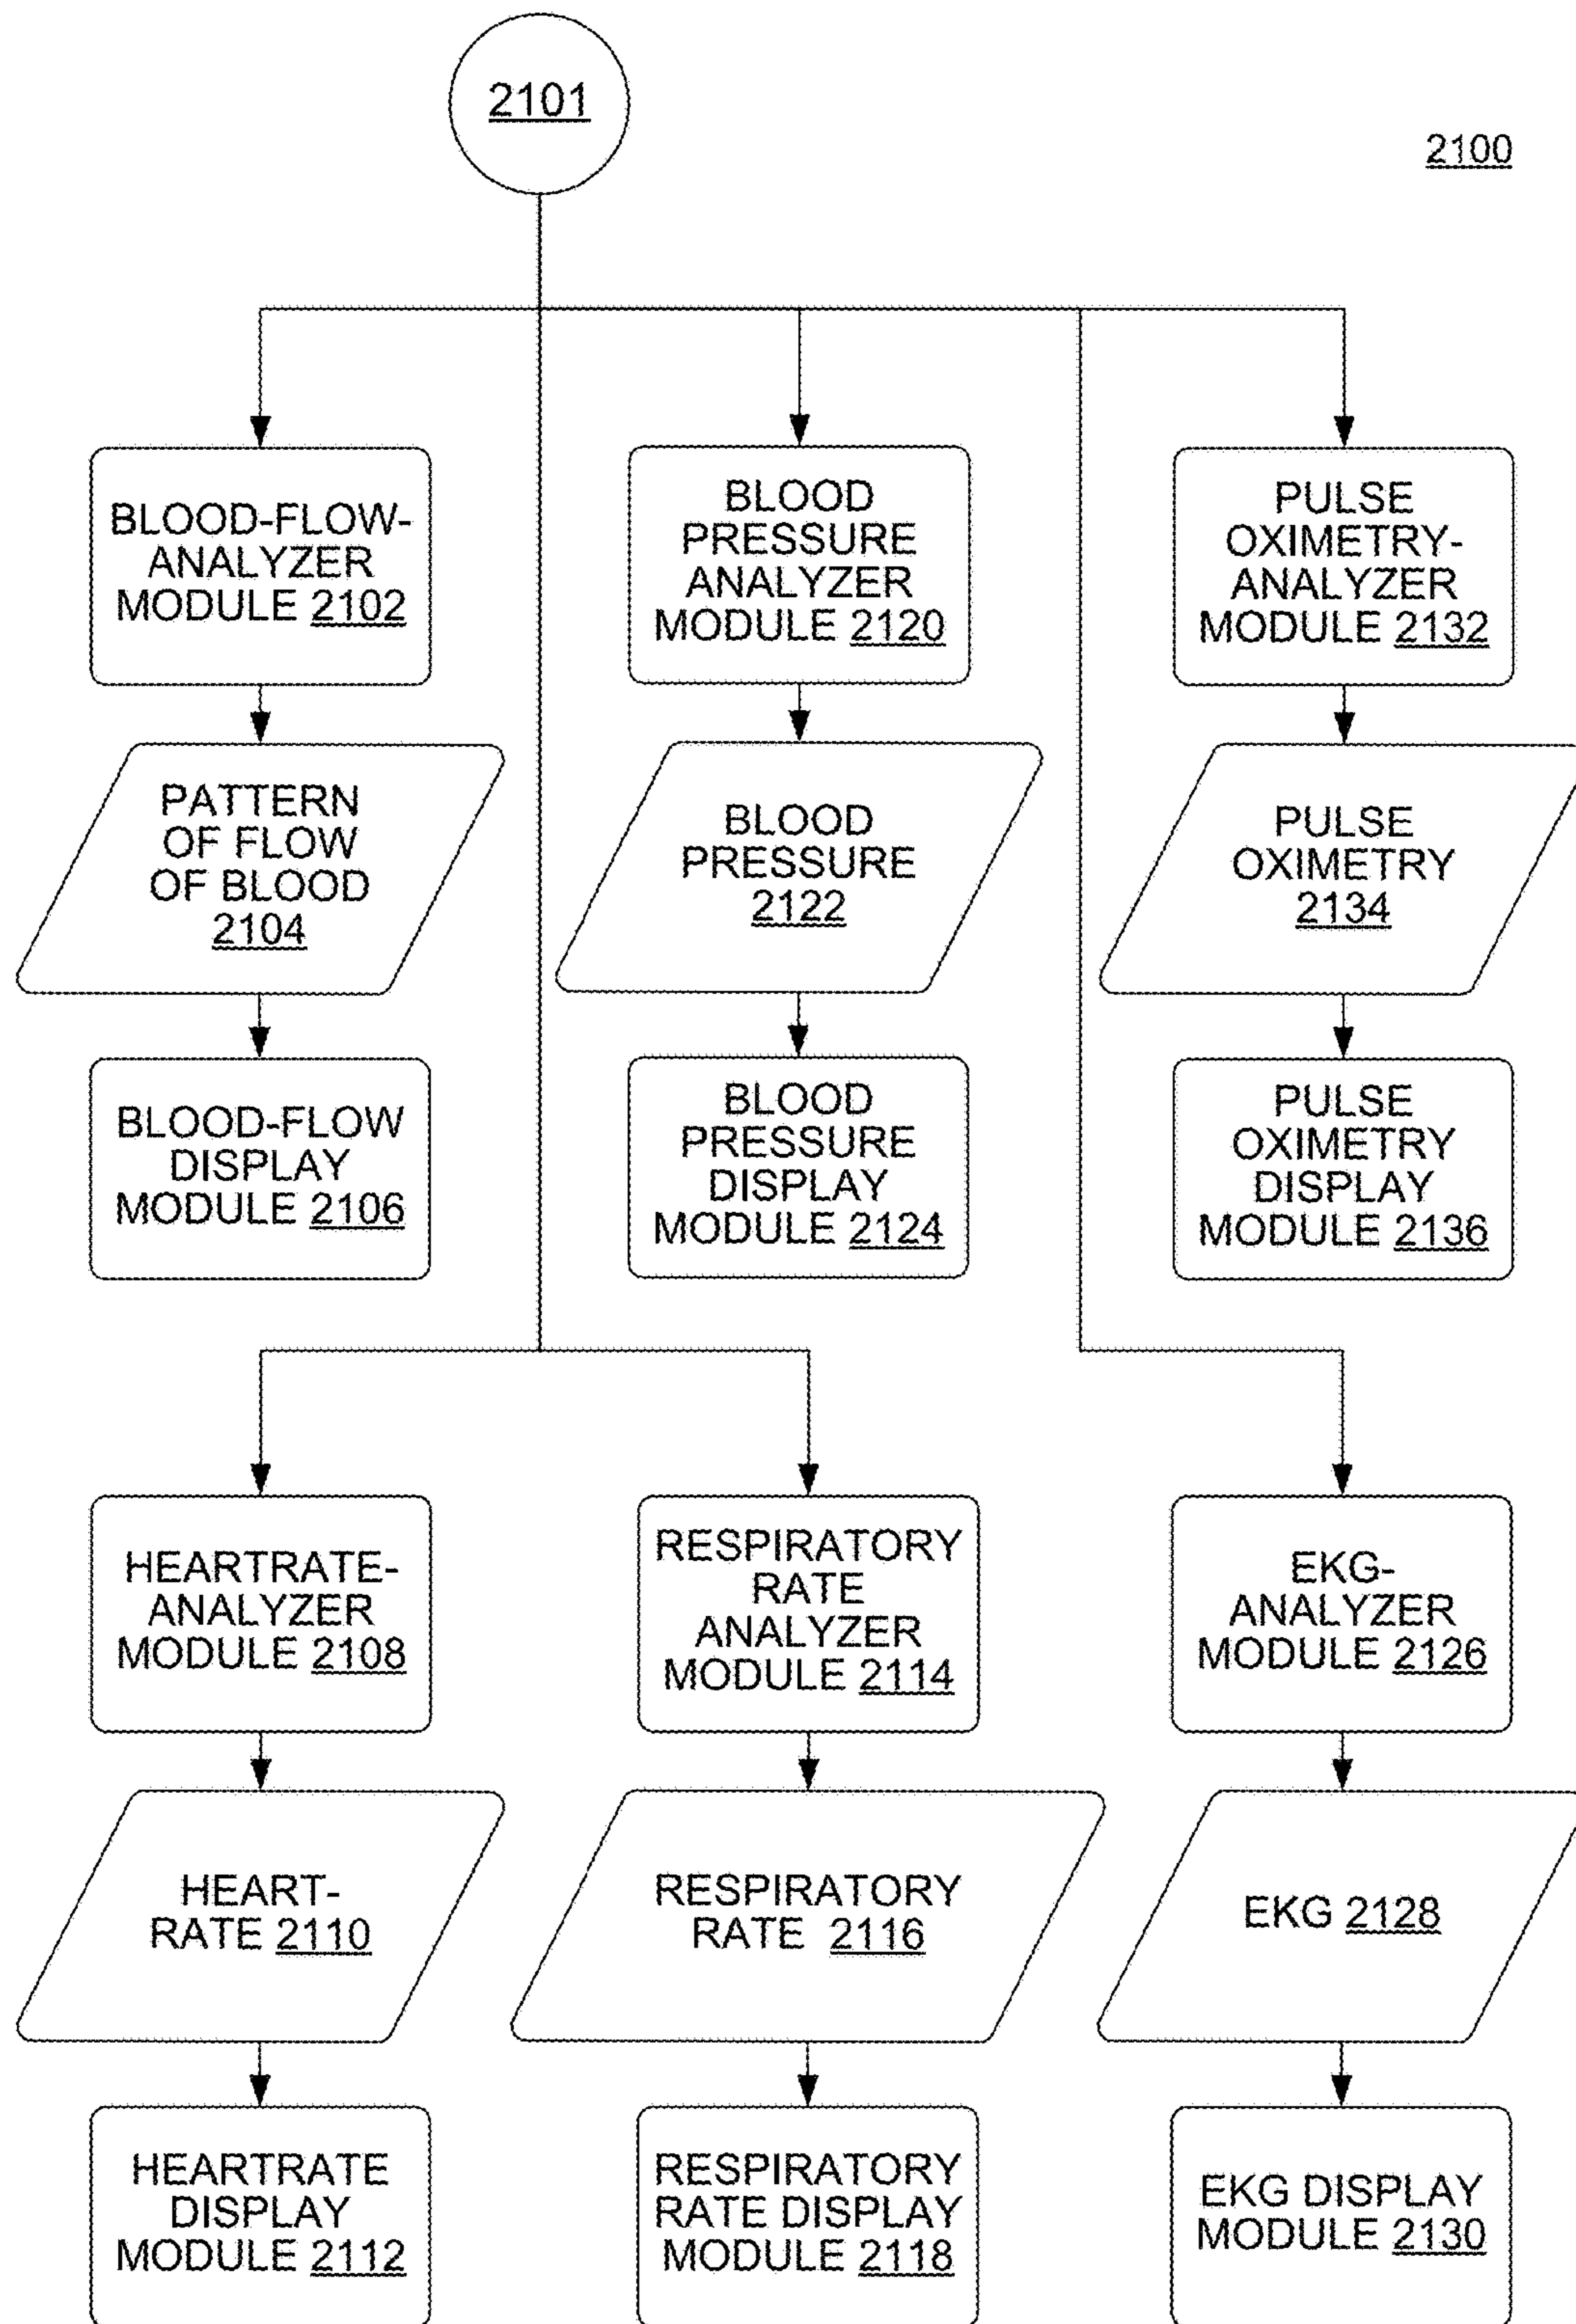 2101
2100
BLOOD-FLOW-
ANALYZER
MODULE 2102
BLOOD
PRESSURE
ANALYZER
MODULE 2120
PULSE
OXIMETRY-
ANALYZER
MODULE 2132
PATTERN
OF FLOW
OF BLOOD
2104
BLOOD
PRESSURE
2122
PULSE
OXIMETRY
2134
BLOOD-FLOW
DISPLAY
MODULE 2106
BLOOD
PRESSURE
DISPLAY
MODULE 2124
PULSE
OXIMETRY
DISPLAY
MODULE 2136
HEARTRATE-
ANALYZER
MODULE 2108
RESPIRATORY
RATE
ANALYZER
MODULE 2114
EKG-
ANALYZER
MODULE 2126
HEART-
RATE 2110
RESPIRATORY
RATE 2116
EKG 2128
HEARTRATE
DISPLAY
MODULE 2112
RESPIRATORY
RATE DISPLAY
MODULE 2118
EKG DISPLAY
MODULE 2130